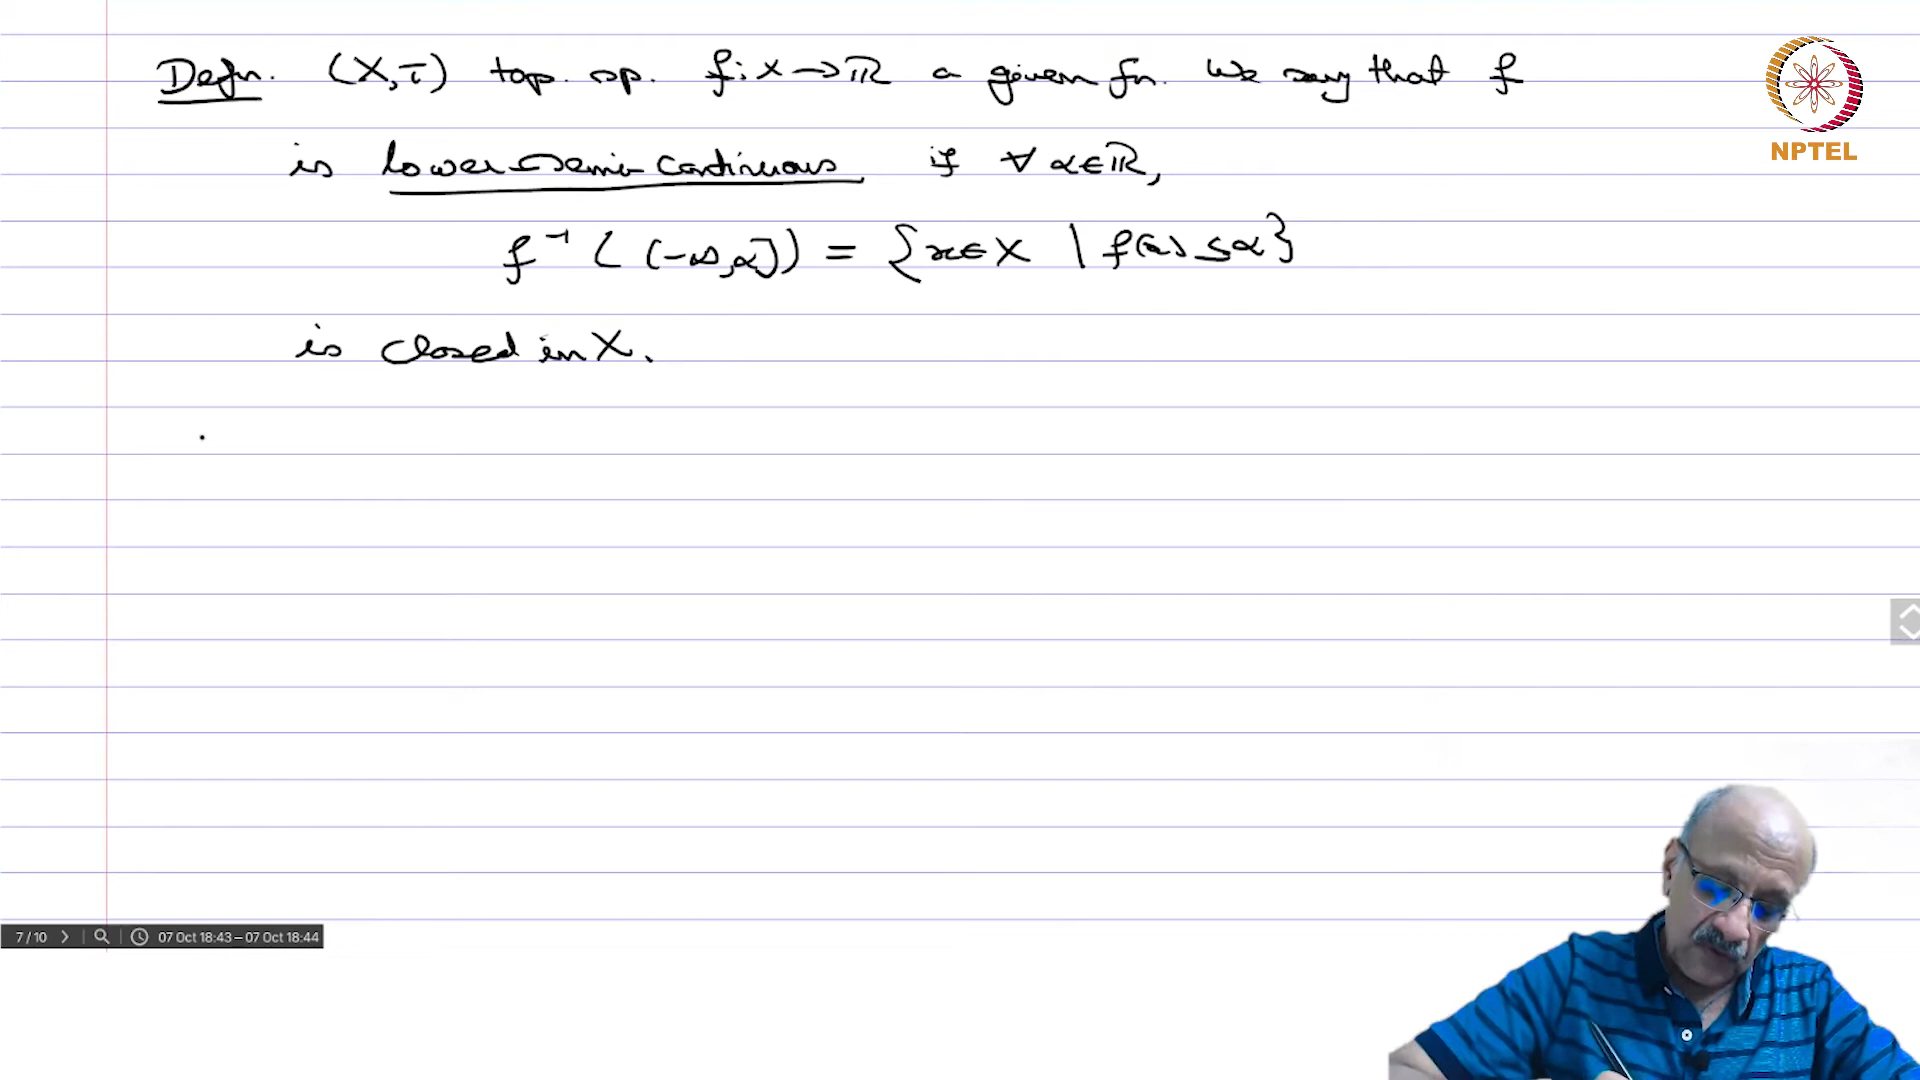 Defn. (X,τ) top. sp. f: X → ℝ a given fn. We say that f
is lower-semi-continuous if ∀ α∈ℝ,
f⁻¹((-∞,α]) = {x∈X | f(x) ≤ α}
is closed in X.
NPTEL
7 / 10 07 Oct 18:43 – 07 Oct 18:44